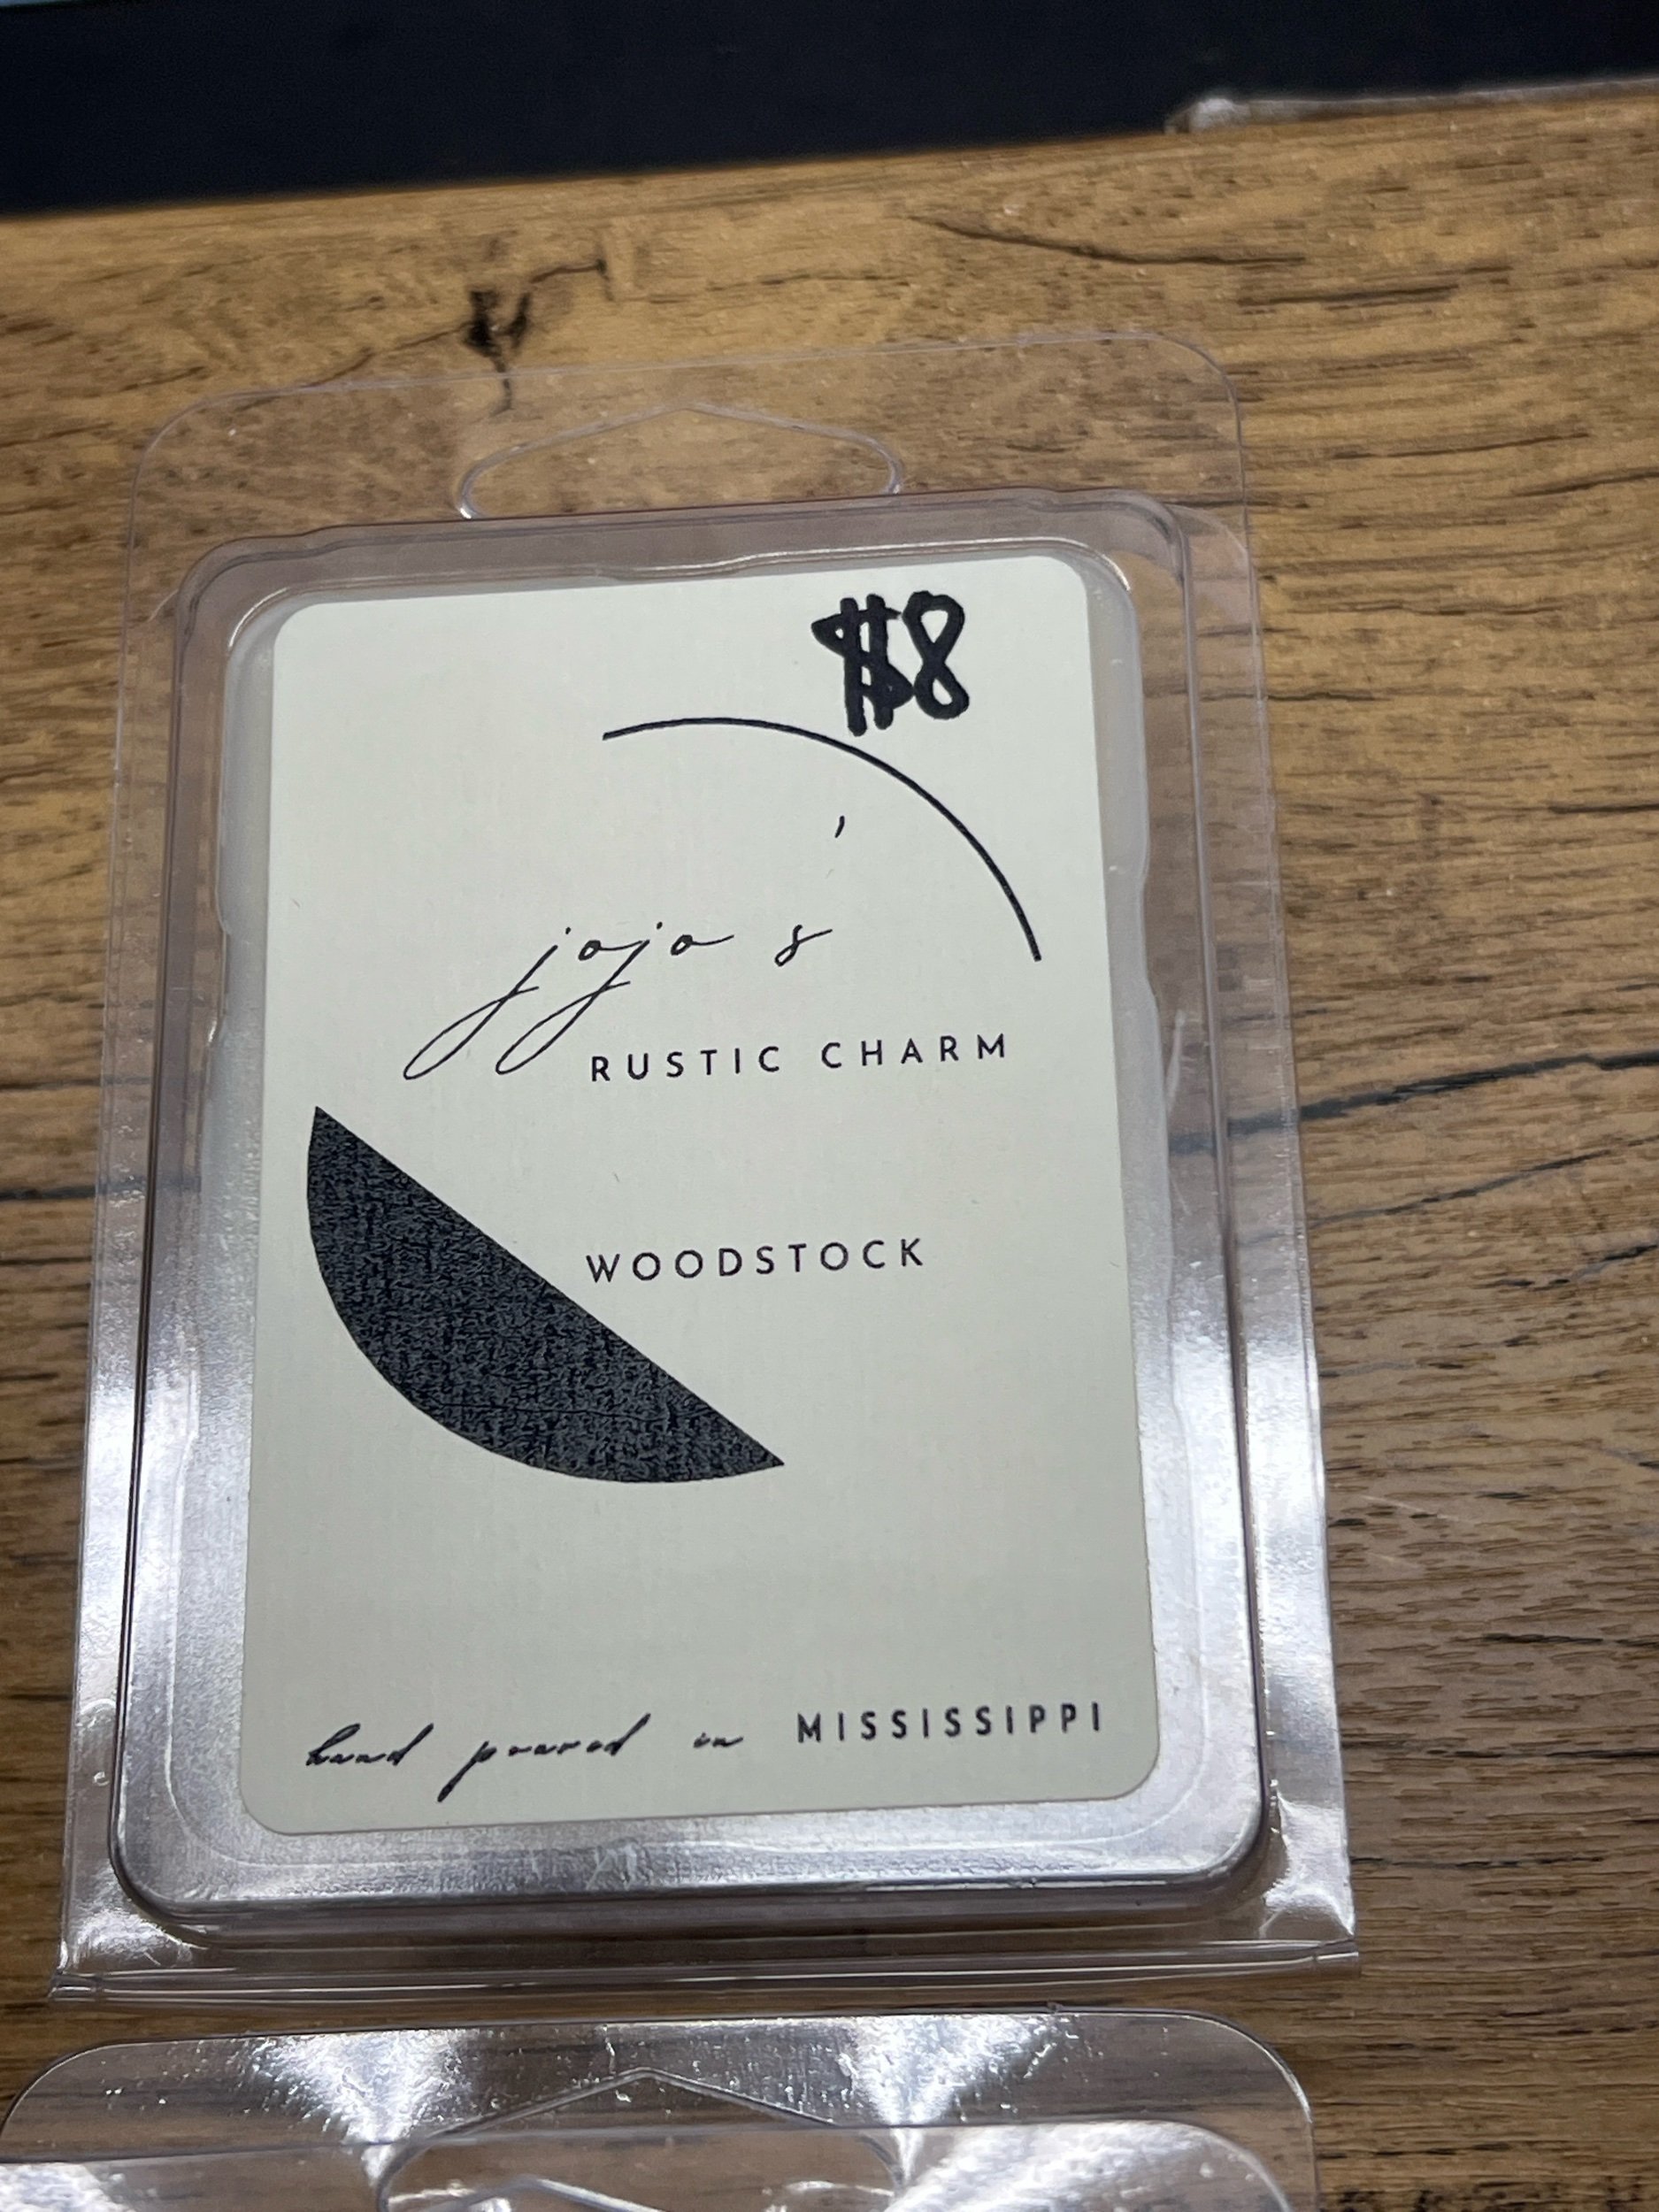 $8
jojo's
RUSTIC CHARM
WOODSTOCK
hand poured in MISSISSIPPI